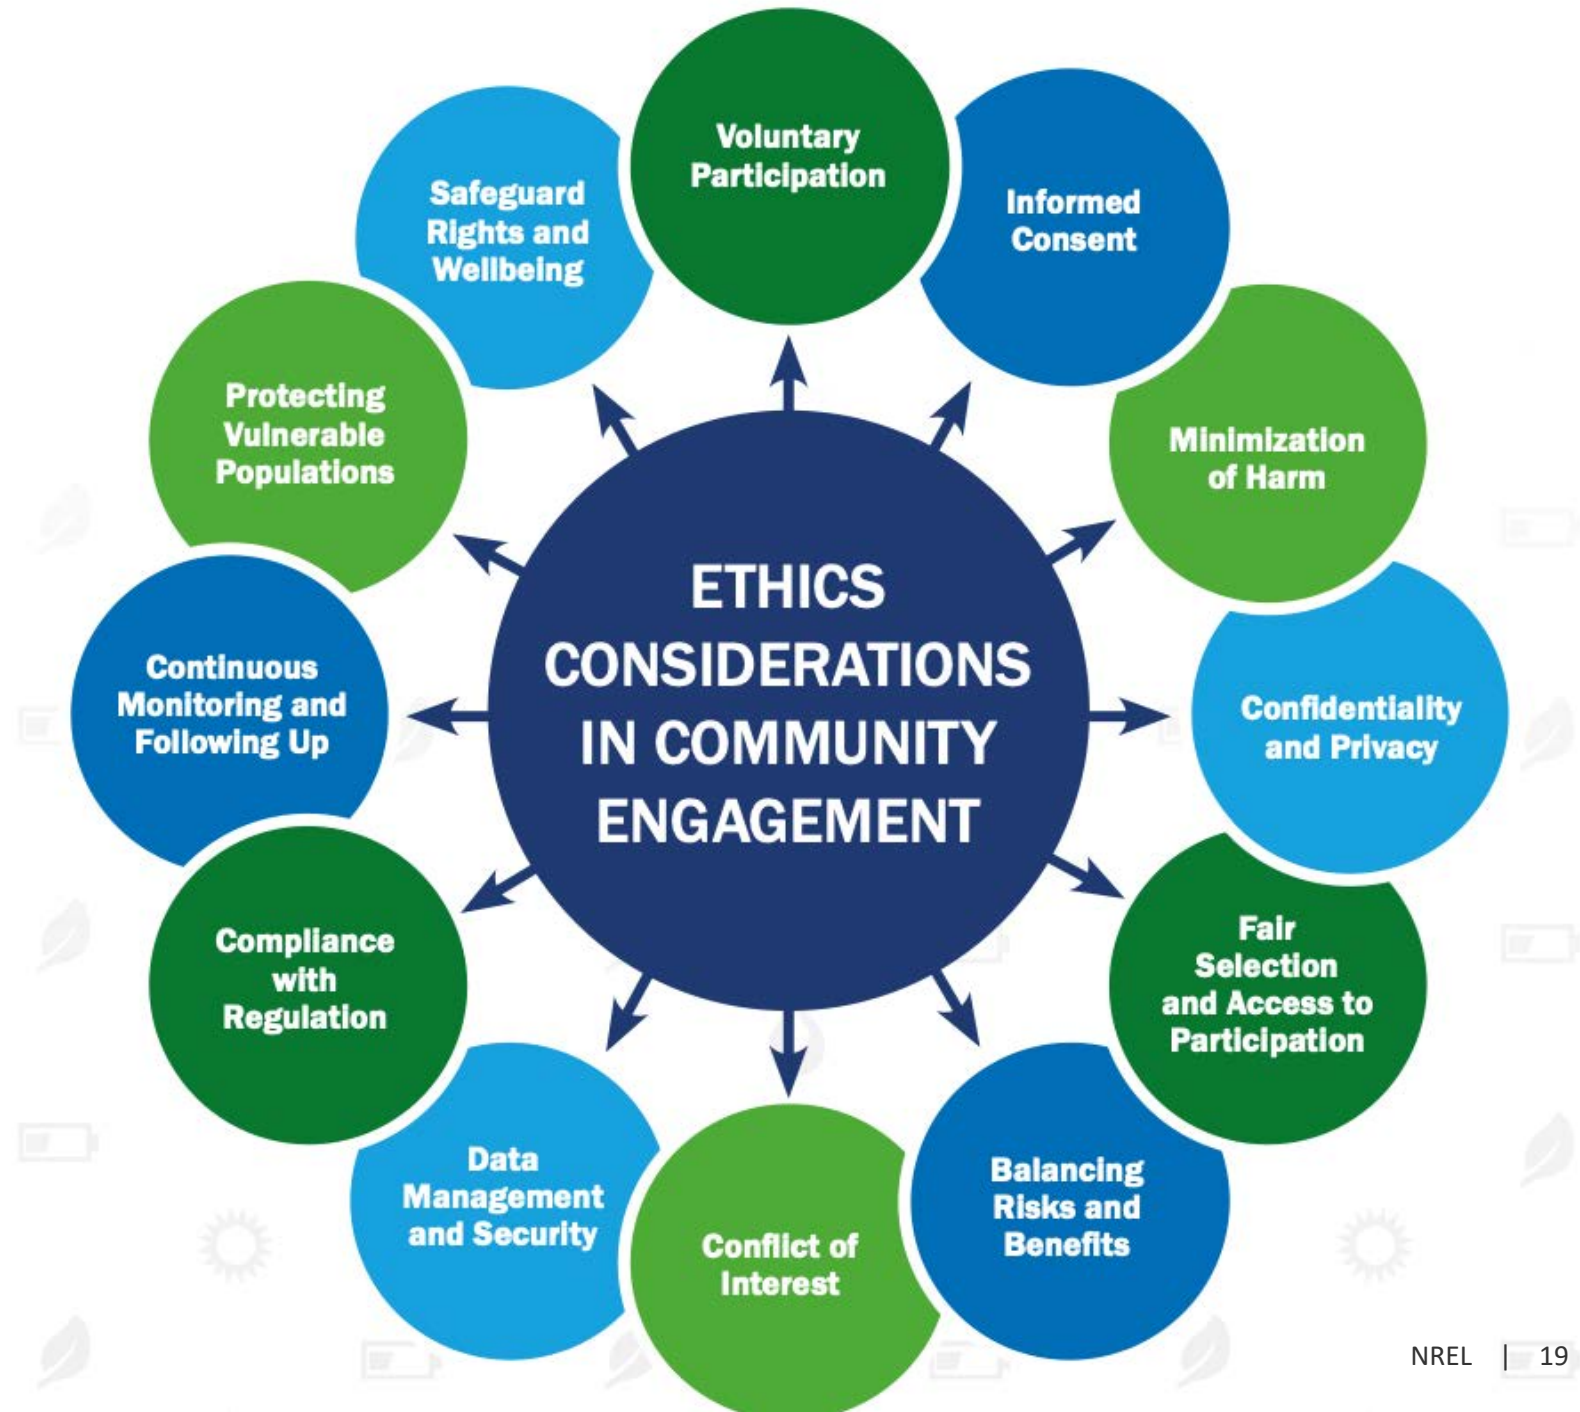 Voluntary
Participation
Informed
Consent
Minimization
of Harm
Confidentiality
and Privacy
Fair
Selection
and Access to
Participation
Balancing
Risks and
Benefits
Conflict of
Interest
Data
Management
and Security
Compliance
with
Regulation
Continuous
Monitoring and
Following Up
Protecting
Vulnerable
Populations
Safeguard
Rights and
Wellbeing
ETHICS
CONSIDERATIONS
IN COMMUNITY
ENGAGEMENT
NREL | 19